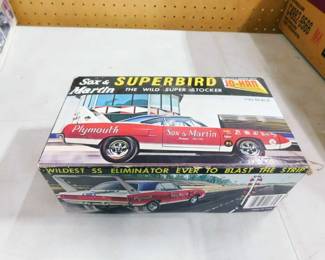 Sox & Martin
SUPERBIRD
THE WILD SUPER STOCKER
JO-HAN
Plymouth
Sox & Martin
WILDEST SS ELIMINATOR EVER TO BLAST THE STRIP